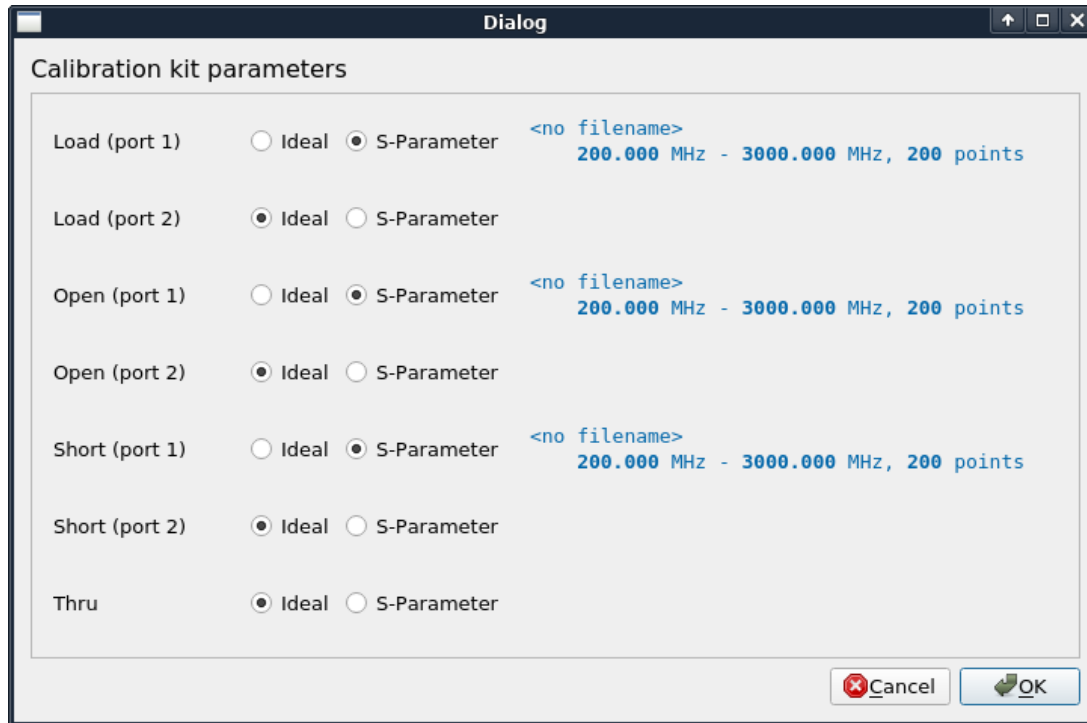 Dialog
Calibration kit parameters
Load (port 1) Ideal S-Parameter <no filename>
200.000 MHz - 3000.000 MHz, 200 points
Load (port 2) Ideal S-Parameter
Open (port 1) Ideal S-Parameter <no filename>
200.000 MHz - 3000.000 MHz, 200 points
Open (port 2) Ideal S-Parameter
Short (port 1) Ideal S-Parameter <no filename>
200.000 MHz - 3000.000 MHz, 200 points
Short (port 2) Ideal S-Parameter
Thru Ideal S-Parameter
Cancel OK